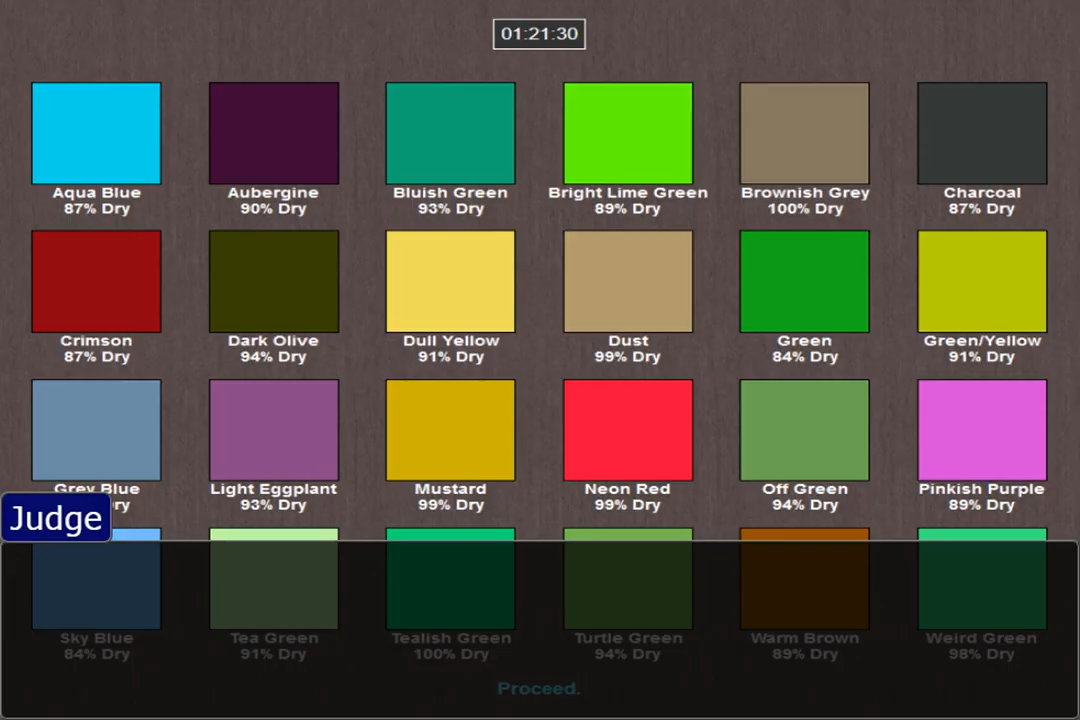 01:21:30
Aqua Blue
87% Dry
Aubergine
90% Dry
Bluish Green
93% Dry
Bright Lime Green
89% Dry
Brownish Grey
100% Dry
Charcoal
87% Dry
Crimson
87% Dry
Dark Olive
94% Dry
Dull Yellow
91% Dry
Dust
99% Dry
Green
84% Dry
Green/Yellow
91% Dry
Grey Blue
Dry
Light Eggplant
93% Dry
Mustard
99% Dry
Neon Red
99% Dry
Off Green
94% Dry
Pinkish Purple
89% Dry
Judge
Sky Blue
84% Dry
Tea Green
91% Dry
Tealish Green
100% Dry
Turtle Green
94% Dry
Warm Brown
89% Dry
Weird Green
98% Dry
Proceed.